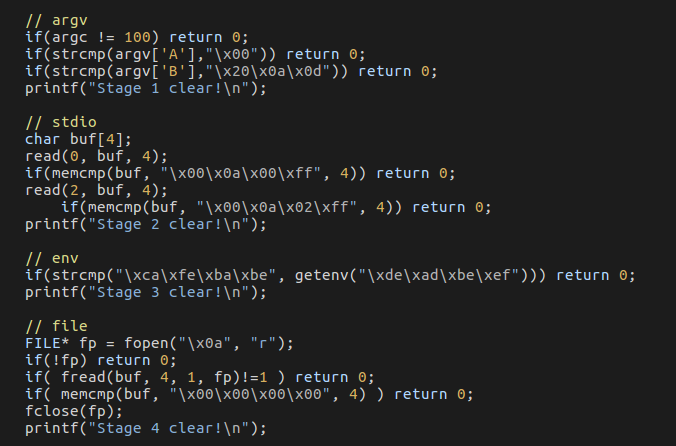 // argv
if(argc != 100) return 0;
if(strcmp(argv['A'],"\x00")) return 0;
if(strcmp(argv['B'],"\x20\x0a\x0d")) return 0;
printf("Stage 1 clear!\n");
// stdio
char buf[4];
read(0, buf, 4);
if(memcmp(buf, "\x00\x0a\x00\xff", 4)) return 0;
read(2, buf, 4);
if(memcmp(buf, "\x00\x0a\x02\xff", 4)) return 0;
printf("Stage 2 clear!\n");
// env
if(strcmp("\xca\xfe\xba\xbe", getenv("\xde\xad\xbe\xef"))) return 0;
printf("Stage 3 clear!\n");
// file
FILE* fp = fopen("\x0a", "r");
if(!fp) return 0;
if( fread(buf, 4, 1, fp)!=1 ) return 0;
if( memcmp(buf, "\x00\x00\x00\x00", 4) ) return 0;
fclose(fp);
printf("Stage 4 clear!\n");